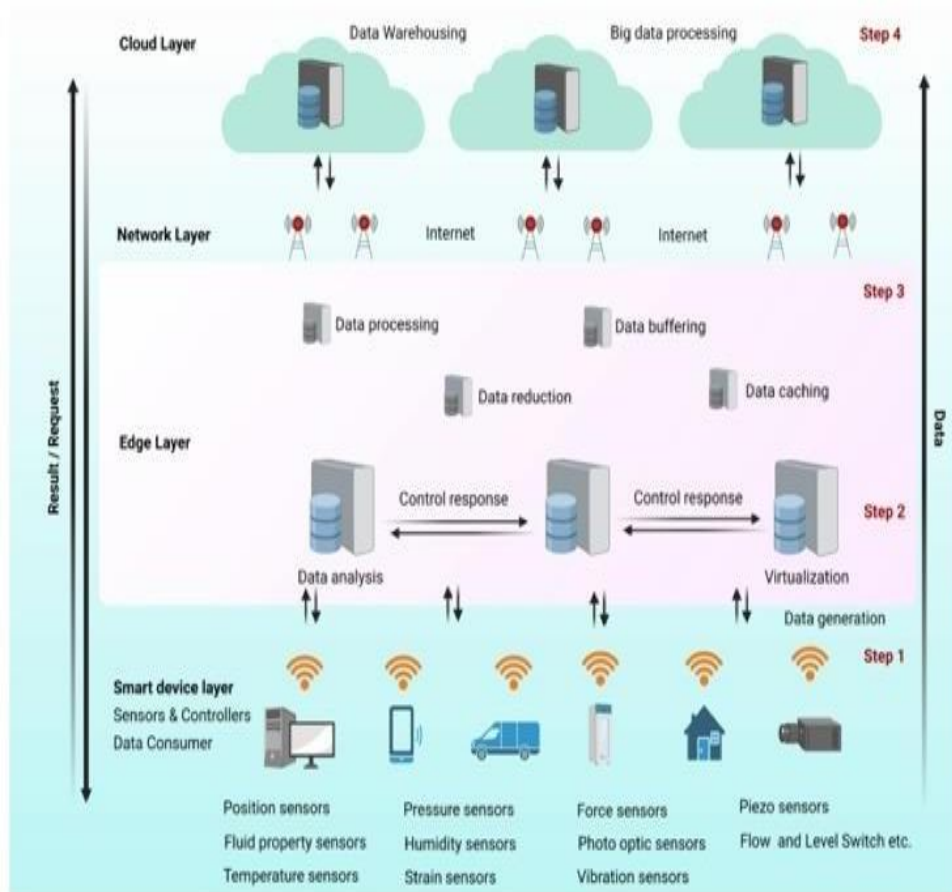 Cloud Layer
Data Warehousing
Big data processing
Step 4
Network Layer
Internet
Internet
Step 3
Data processing
Data buffering
Data reduction
Data caching
Result / Request
Edge Layer
Data
Control response
Control response
Step 2
Data analysis
Virtualization
Data generation
Step 1
Smart device layer
Sensors & Controllers
Data Consumer
Position sensors
Pressure sensors
Force sensors
Piezo sensors
Fluid property sensors
Humidity sensors
Photo optic sensors
Flow and Level Switch etc.
Temperature sensors
Strain sensors
Vibration sensors